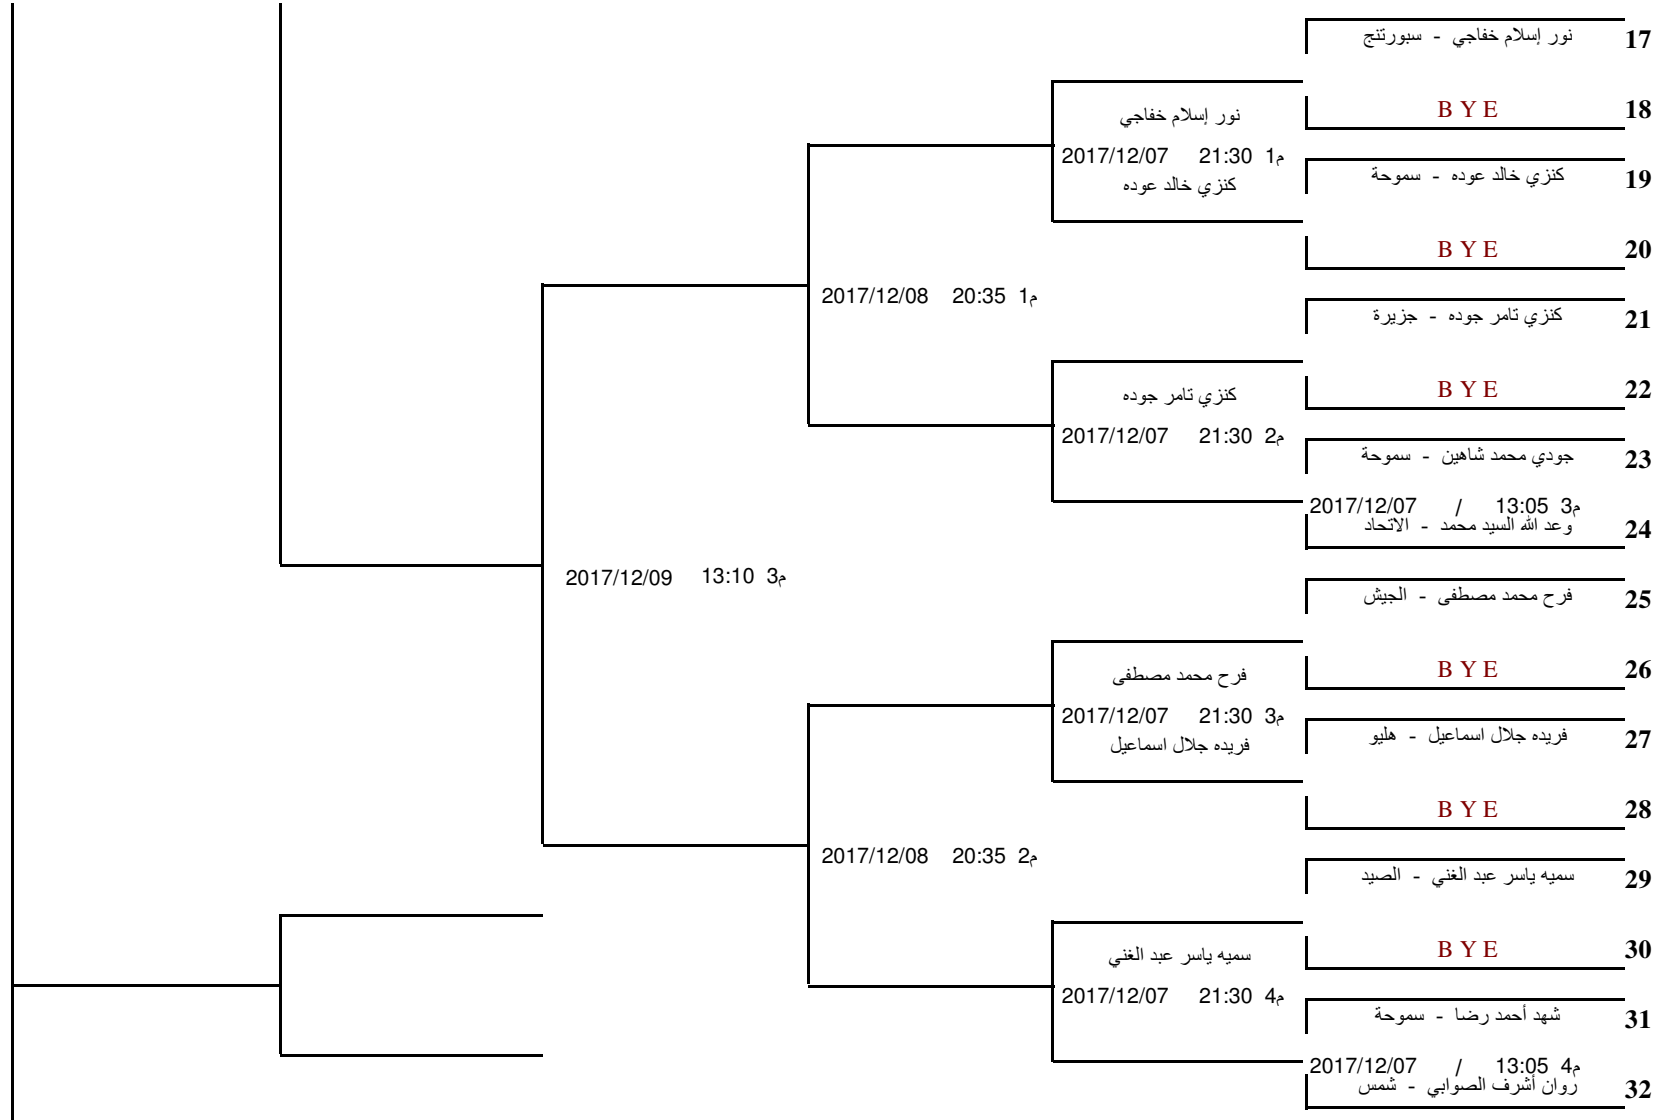 17 نور إسلام خفاجي - سبورتنج
18 B Y E
نور إسلام خفاجي
م1 21:30 2017/12/07
كنزي خالد عوده
19 كنزي خالد عوده - سموحة
20 B Y E
م1 20:35 2017/12/08
21 كنزي تامر جوده - جزيرة
22 B Y E
كنزي تامر جوده
م2 21:30 2017/12/07
23 جودي محمد شاهين - سموحة
م3 13:05 / 2017/12/07
24 وعد الله السيد محمد - الاتحاد
م3 13:10 2017/12/09
25 فرح محمد مصطفى - الجيش
26 B Y E
فرح محمد مصطفى
م3 21:30 2017/12/07
فريده جلال اسماعيل
27 فريده جلال اسماعيل - هليو
28 B Y E
م2 20:35 2017/12/08
29 سميه ياسر عبد الغني - الصيد
30 B Y E
سميه ياسر عبد الغني
م4 21:30 2017/12/07
31 شهد أحمد رضا - سموحة
م4 13:05 / 2017/12/07
32 روان أشرف الصوابي - شمس